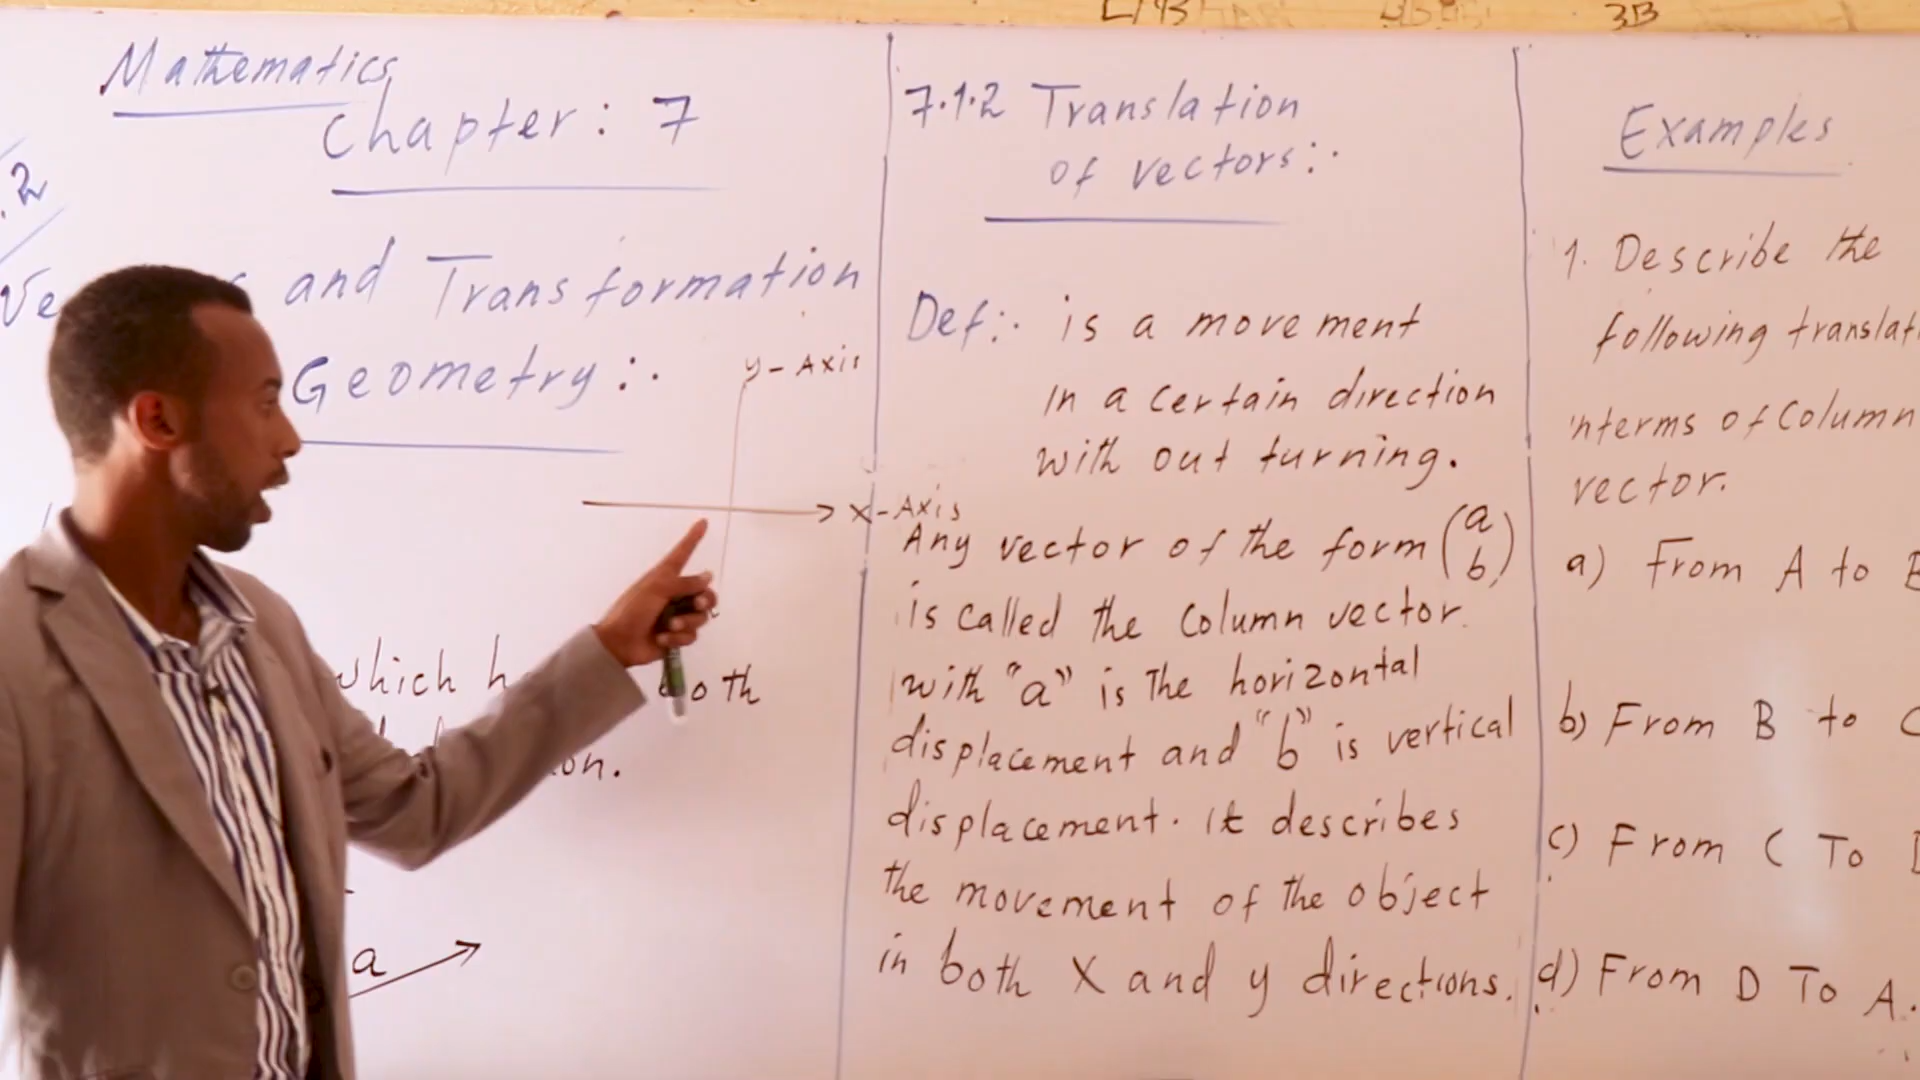 3B
Mathematics
Chapter: 7
.2
and Transformation
Geometry:.
y-Axis
x-Axis
which both
a
7.1.2 Translation
of vectors:.
Def:. is a movement
in a certain direction
with out turning.
Any vector of the form (a
b)
is called the column vector.
with "a" is the horizontal
displacement and "b" is vertical
displacement. it describes
the movement of the object
in both X and y directions.
Examples
1. Describe the
following
interms of Column
vector.
a) From A to
b) From B to C
c) From C To
d) From D To A.